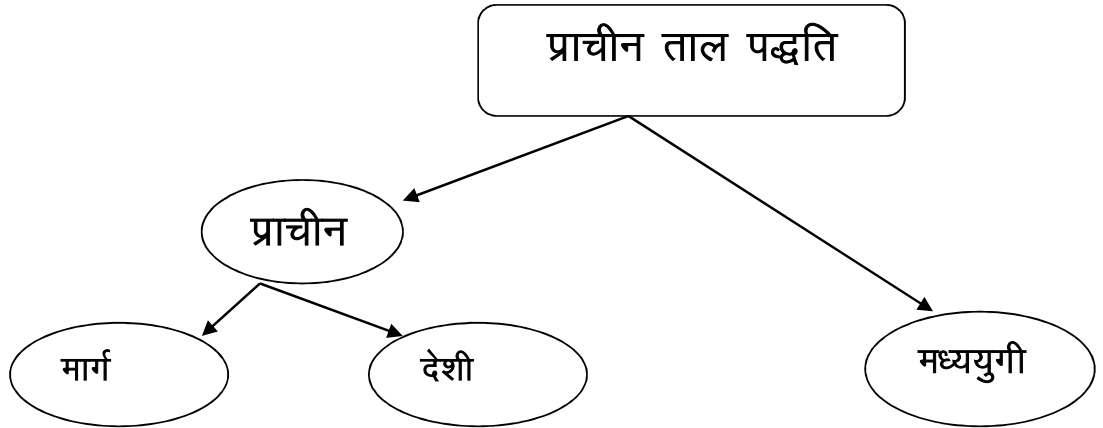 प्राचीन ताल पद्धति
प्राचीन
मार्ग
देशी
मध्ययुगी